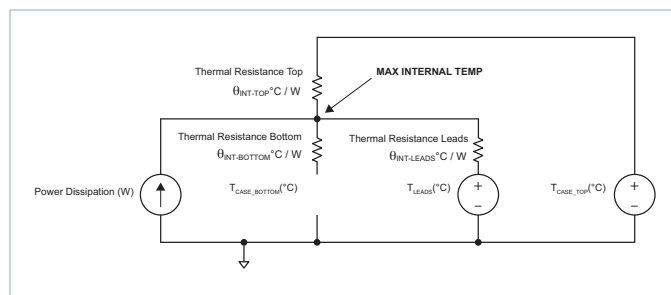 Thermal Resistance Top
θINT-TOP°C / W
MAX INTERNAL TEMP
Thermal Resistance Bottom
θINT-BOTTOM°C / W
Thermal Resistance Leads
θINT-LEADS°C / W
Power Dissipation (W)
TCASE_BOTTOM(°C)
TLEADS(°C)
TCASE_TOP(°C)
+
–
+
–